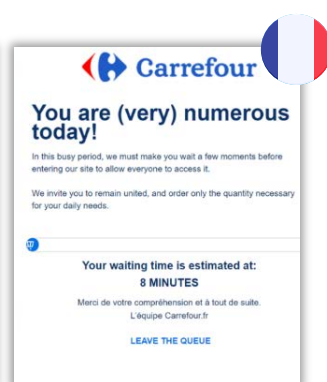 Carrefour
You are (very) numerous
today!
In this busy period, we must make you wait a few moments before
entering our site to allow everyone to access it.
We invite you to remain united, and order only the quantity necessary
for your daily needs.
Your waiting time is estimated at:
8 MINUTES
Merci de votre compréhension et à tout de suite.
L'équipe Carrefour.fr
LEAVE THE QUEUE